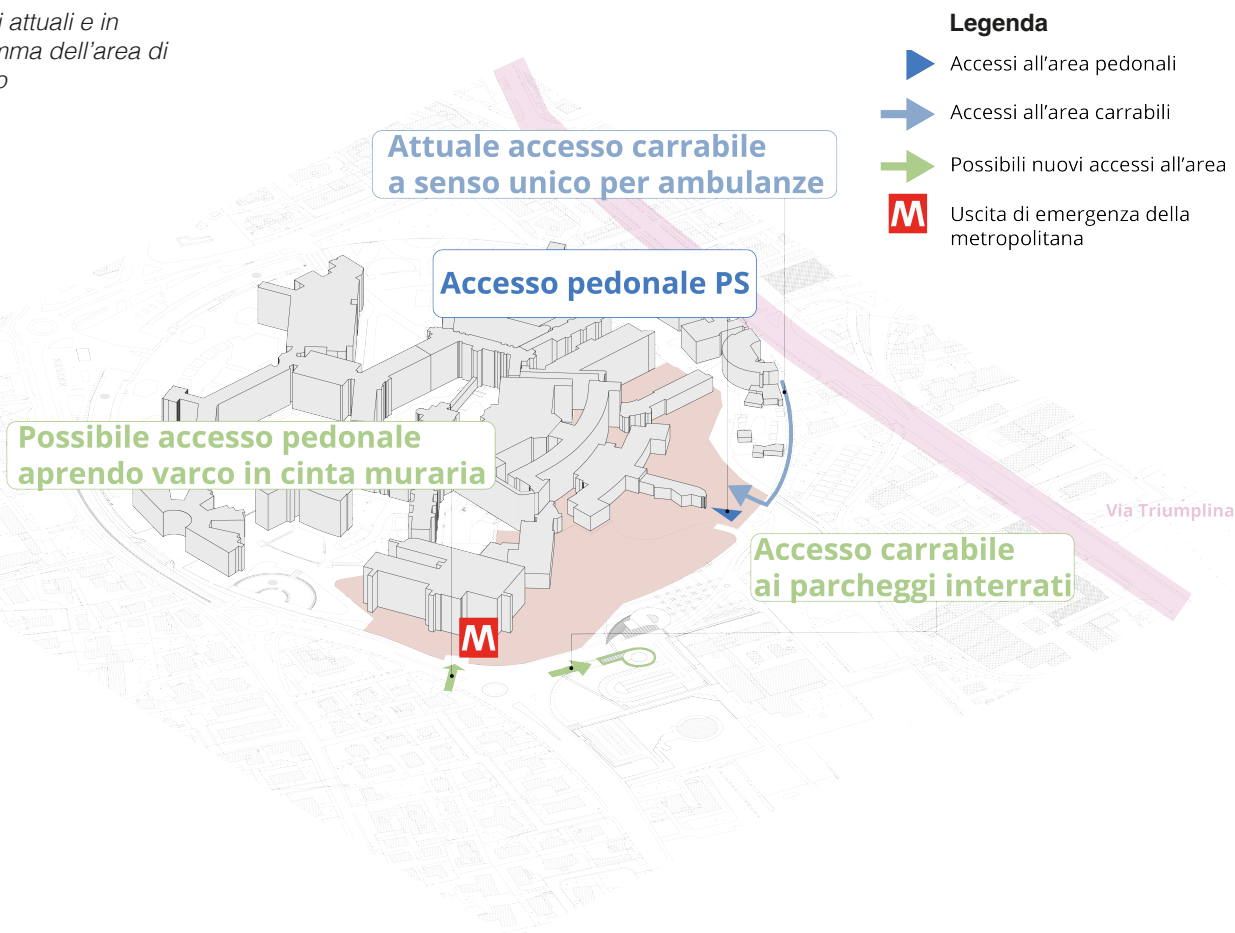 i attuali e in
mma dell'area di
o
Legenda
Accessi all'area pedonali
Accessi all'area carrabili
Possibili nuovi accessi all'area
M
Uscita di emergenza della
metropolitana
Attuale accesso carrabile
a senso unico per ambulanze
Accesso pedonale PS
Possibile accesso pedonale
aprendo varco in cinta muraria
Via Triumplina
Accesso carrabile
ai parcheggi interrati
M